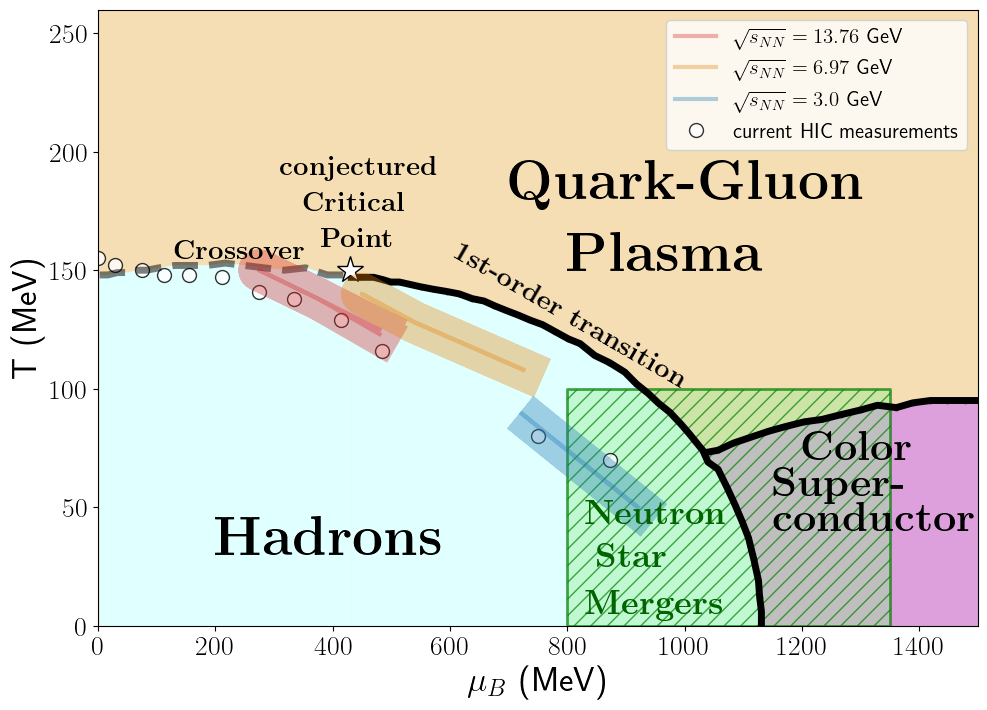 250
200
150
100
50
0
T (MeV)
0
200
400
600
800
1000
1200
1400
μ_B (MeV)
√s_NN = 13.76 GeV
√s_NN = 6.97 GeV
√s_NN = 3.0 GeV
current HIC measurements
conjectured
Critical
Point
Crossover
1st-order transition
Quark-Gluon
Plasma
Hadrons
Neutron
Star
Mergers
Color
Super-
conductor